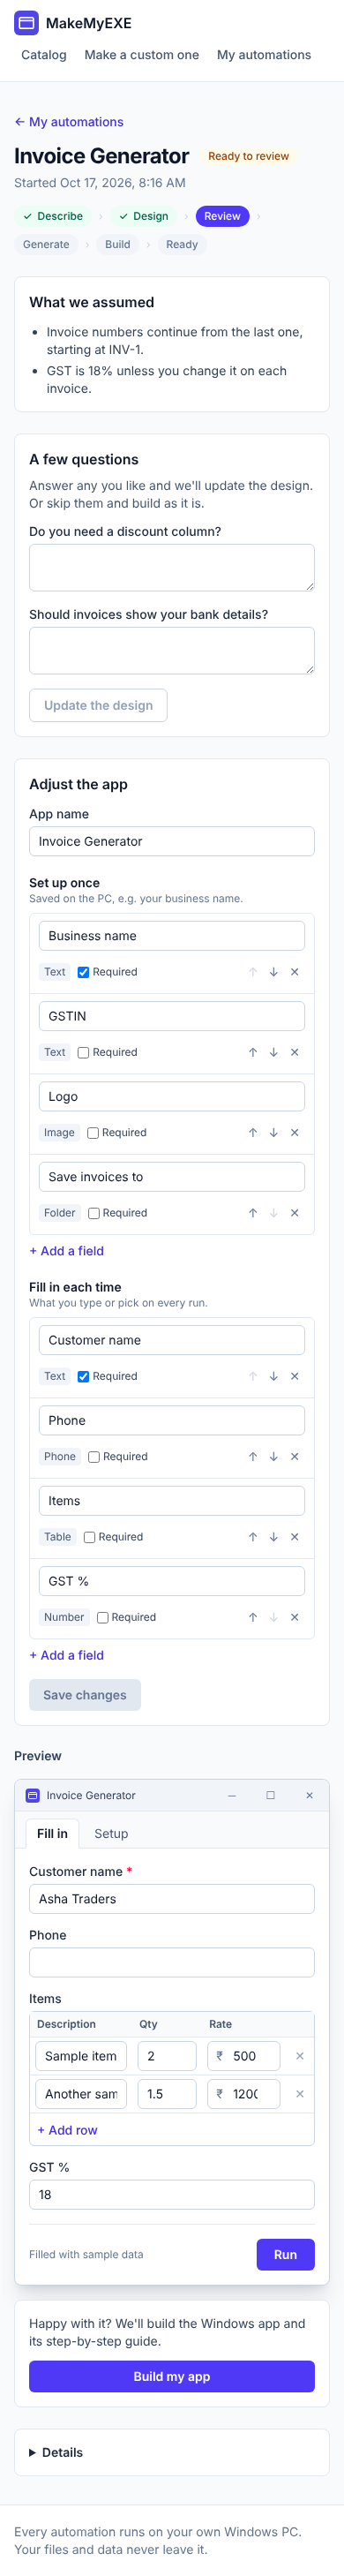 MakeMyEXE
Catalog Make a custom one My automations
← My automations
Invoice Generator Ready to review
Started Oct 17, 2026, 8:16 AM
✓ Describe › ✓ Design › Review ›
Generate › Build › Ready
What we assumed
• Invoice numbers continue from the last one,
starting at INV-1.
• GST is 18% unless you change it on each
invoice.
A few questions
Answer any you like and we'll update the design.
Or skip them and build as it is.
Do you need a discount column?
Should invoices show your bank details?
Update the design
Adjust the app
App name
Invoice Generator
Set up once
Saved on the PC, e.g. your business name.
Business name
Text Required ↑ ↓ ✕
GSTIN
Text Required ↑ ↓ ✕
Logo
Image Required ↑ ↓ ✕
Save invoices to
Folder Required ↑ ↓ ✕
+ Add a field
Fill in each time
What you type or pick on every run.
Customer name
Text Required ↑ ↓ ✕
Phone
Phone Required ↑ ↓ ✕
Items
Table Required ↑ ↓ ✕
GST %
Number Required ↑ ↓ ✕
+ Add a field
Save changes
Preview
Invoice Generator
Fill in Setup
Customer name *
Asha Traders
Phone
Items
Description Qty Rate
Sample item 2 ₹ 500 ✕
Another sam 1.5 ₹ 1200 ✕
+ Add row
GST %
18
Filled with sample data Run
Happy with it? We'll build the Windows app and
its step-by-step guide.
Build my app
▶ Details
Every automation runs on your own Windows PC.
Your files and data never leave it.